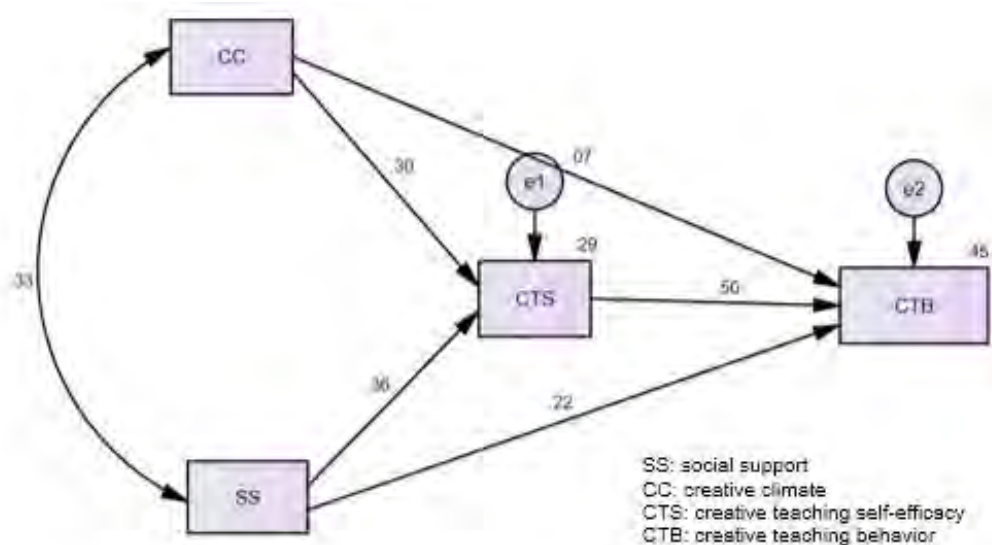 CC
.07
.30
e1
e2
.29
.45
CTS
.50
CTB
.33
.36
.22
SS
SS: social support
CC: creative climate
CTS: creative teaching self-efficacy
CTB: creative teaching behavior